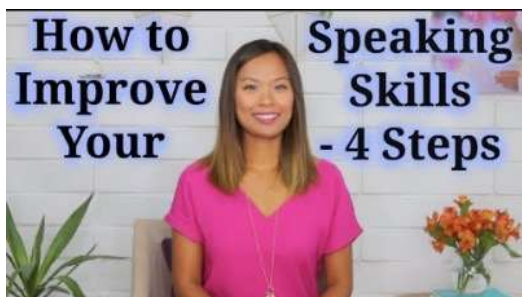 How to
Improve
Your
Speaking
Skills
- 4 Steps